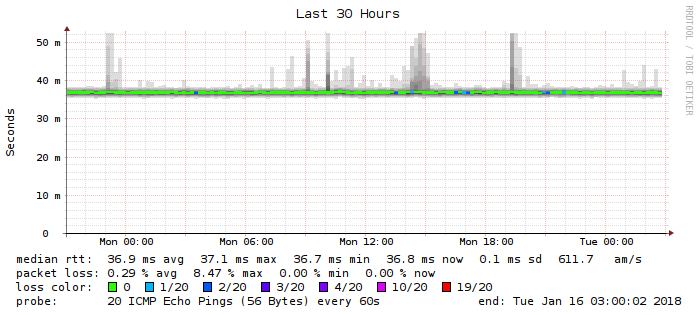 Last 30 Hours
RRDTOOL / TOBI OETIKER
Seconds
50 m
40 m
30 m
20 m
10 m
0
Mon 00:00 Mon 06:00 Mon 12:00 Mon 18:00 Tue 00:00
median rtt: 36.9 ms avg 37.1 ms max 36.7 ms min 36.8 ms now 0.1 ms sd 611.7 am/s
packet loss: 0.29 % avg 8.47 % max 0.00 % min 0.00 % now
loss color: 0 1/20 2/20 3/20 4/20 10/20 19/20
probe: 20 ICMP Echo Pings (56 Bytes) every 60s end: Tue Jan 16 03:00:02 2018